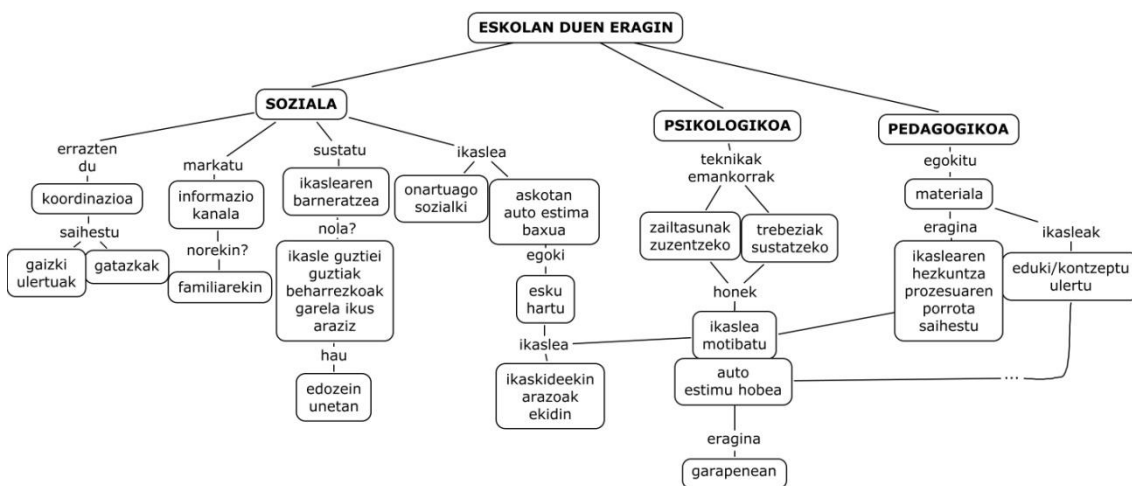 ESKOLAN DUEN ERAGIN
SOZIALA
PSIKOLOGIKOA
PEDAGOGIKOA
errazten
du
koordinazioa
saihestu
gaizki
ulertuak
gatazkak
markatu
informazio
kanala
norekin?
familiarekin
sustatu
ikaslearen
barneratzea
nola?
ikasle guztiei
guztiak
beharrezkoak
garela ikus
araziz
hau
edozein
unetan
ikaslea
onartuago
sozialki
askotan
auto estima
baxua
egoki
esku
hartu
ikaslea
ikaskideekin
arazoak
ekidin
teknikak
emankorrak
zailtasunak
zuzentzeko
trebeziak
sustatzeko
honek
ikaslea
motibatu
auto
estimu hobea
eragina
garapenean
egokitu
materiala
eragina
ikaslearen
hezkuntza
prozesuaren
porrota
saihestu
ikasleak
eduki/kontzeptu
ulertu
...